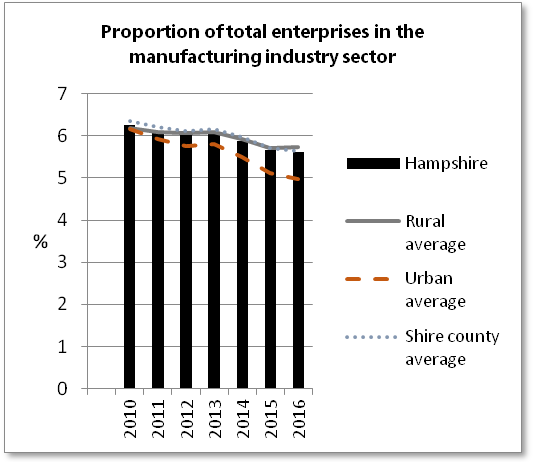 Proportion of total enterprises in the
manufacturing industry sector
7
6
5
4
3
2
1
0
%
2010
2011
2012
2013
2014
2015
2016
Hampshire
Rural
average
Urban
average
Shire county
average